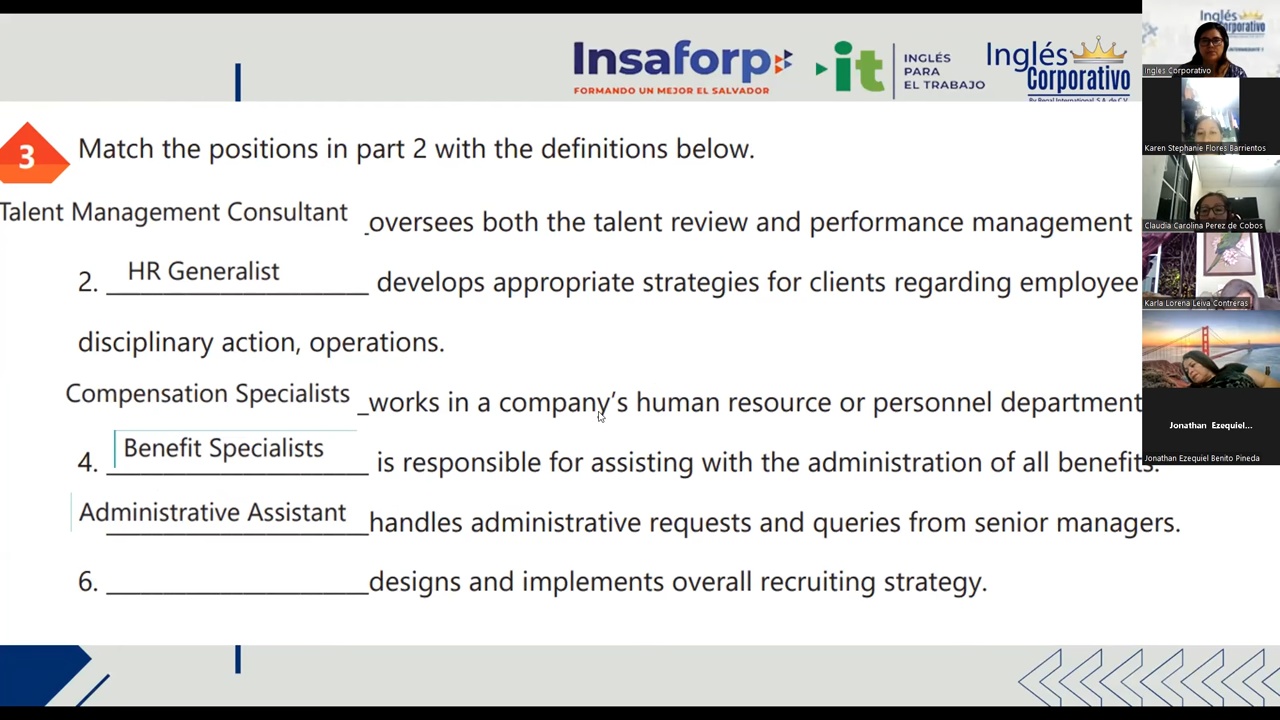 Insaforp
FORMANDO UN MEJOR EL SALVADOR
it
INGLÉS
PARA
EL TRABAJO
Inglés
Corporativo
By Regal International, S.A. de C.V.
3
Match the positions in part 2 with the definitions below.
Talent Management Consultant _oversees both the talent review and performance management
2. HR Generalist develops appropriate strategies for clients regarding employee
disciplinary action, operations.
Compensation Specialists _works in a company’s human resource or personnel department
4. Benefit Specialists is responsible for assisting with the administration of all benefits.
Administrative Assistant handles administrative requests and queries from senior managers.
6. ____________________designs and implements overall recruiting strategy.
Inglés
Corporativo
Ingles Corporativo
Karen Stephanie Flores Barrientos
Claudia Carolina Perez de Cobos
Karla Lorena Leiva Contreras
Jonathan Ezequiel...
Jonathan Ezequiel Benito Pineda